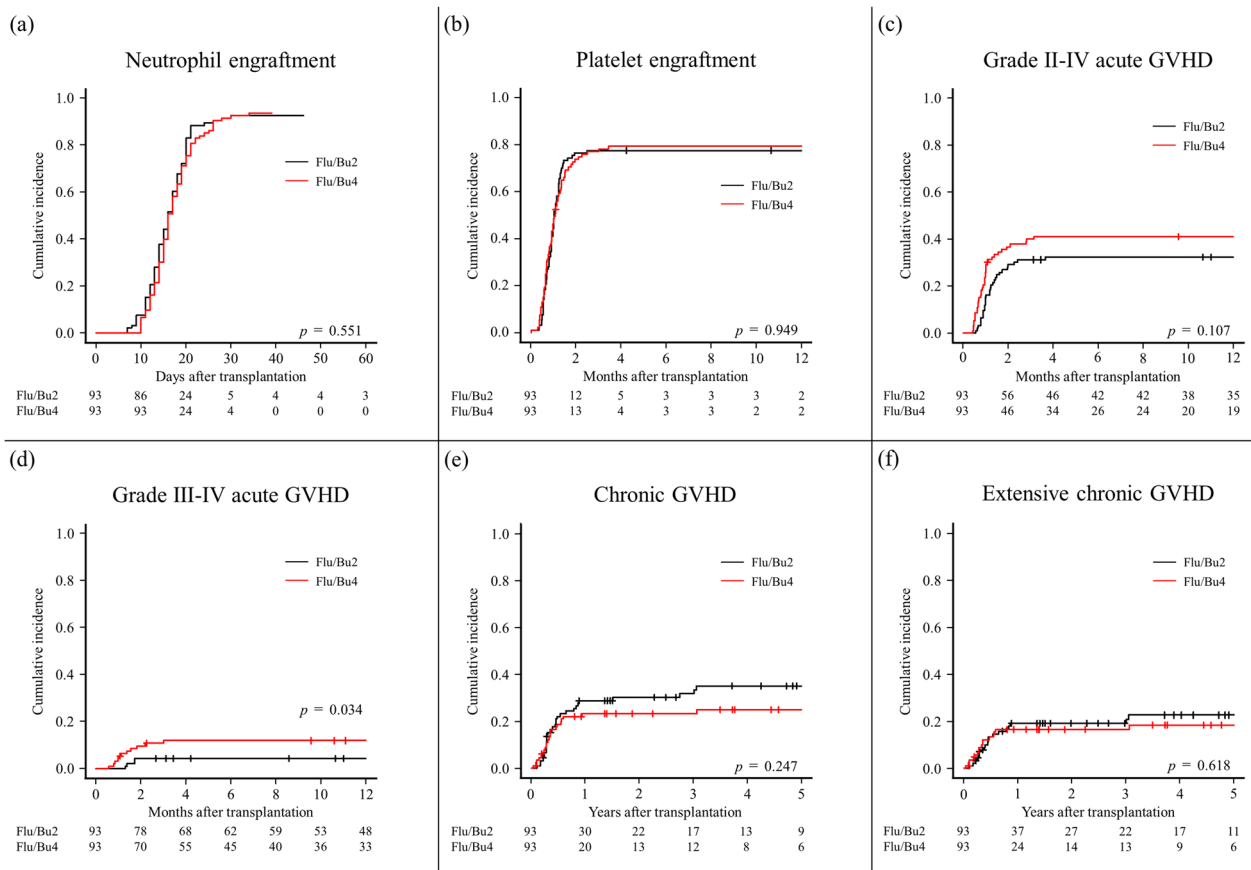 (a)
Neutrophil engraftment
Cumulative incidence
1.0
0.8
0.6
0.4
0.2
0.0
Flu/Bu2
Flu/Bu4
p = 0.551
0 10 20 30 40 50 60
Days after transplantation
Flu/Bu2 93 86 24 5 4 4 3
Flu/Bu4 93 93 24 4 0 0 0
(b)
Platelet engraftment
Cumulative incidence
1.0
0.8
0.6
0.4
0.2
0.0
Flu/Bu2
Flu/Bu4
p = 0.949
0 2 4 6 8 10 12
Months after transplantation
Flu/Bu2 93 12 5 3 3 3 2
Flu/Bu4 93 13 4 3 3 2 2
(c)
Grade II-IV acute GVHD
Cumulative incidence
1.0
0.8
0.6
0.4
0.2
0.0
Flu/Bu2
Flu/Bu4
p = 0.107
0 2 4 6 8 10 12
Months after transplantation
Flu/Bu2 93 56 46 42 42 38 35
Flu/Bu4 93 46 34 26 24 20 19
(d)
Grade III-IV acute GVHD
Cumulative incidence
1.0
0.8
0.6
0.4
0.2
0.0
Flu/Bu2
Flu/Bu4
p = 0.034
0 2 4 6 8 10 12
Months after transplantation
Flu/Bu2 93 78 68 62 59 53 48
Flu/Bu4 93 70 55 45 40 36 33
(e)
Chronic GVHD
Cumulative incidence
1.0
0.8
0.6
0.4
0.2
0.0
Flu/Bu2
Flu/Bu4
p = 0.247
0 1 2 3 4 5
Years after transplantation
Flu/Bu2 93 30 22 17 13 9
Flu/Bu4 93 20 13 12 8 6
(f)
Extensive chronic GVHD
Cumulative incidence
1.0
0.8
0.6
0.4
0.2
0.0
Flu/Bu2
Flu/Bu4
p = 0.618
0 1 2 3 4 5
Years after transplantation
Flu/Bu2 93 37 27 22 17 11
Flu/Bu4 93 24 14 13 9 6